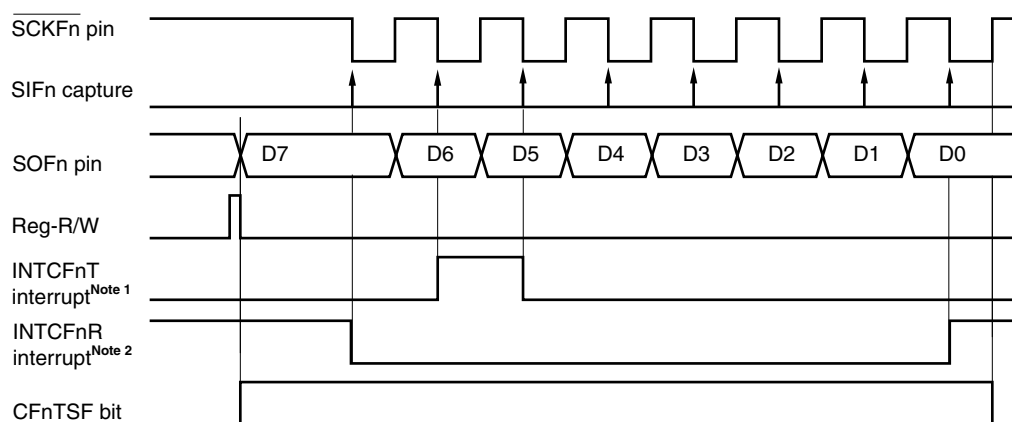 SCKFn pin
SIFn capture
SOFn pin
D7
D6
D5
D4
D3
D2
D1
D0
Reg-R/W
INTCFnT
interruptNote 1
INTCFnR
interruptNote 2
CFnTSF bit